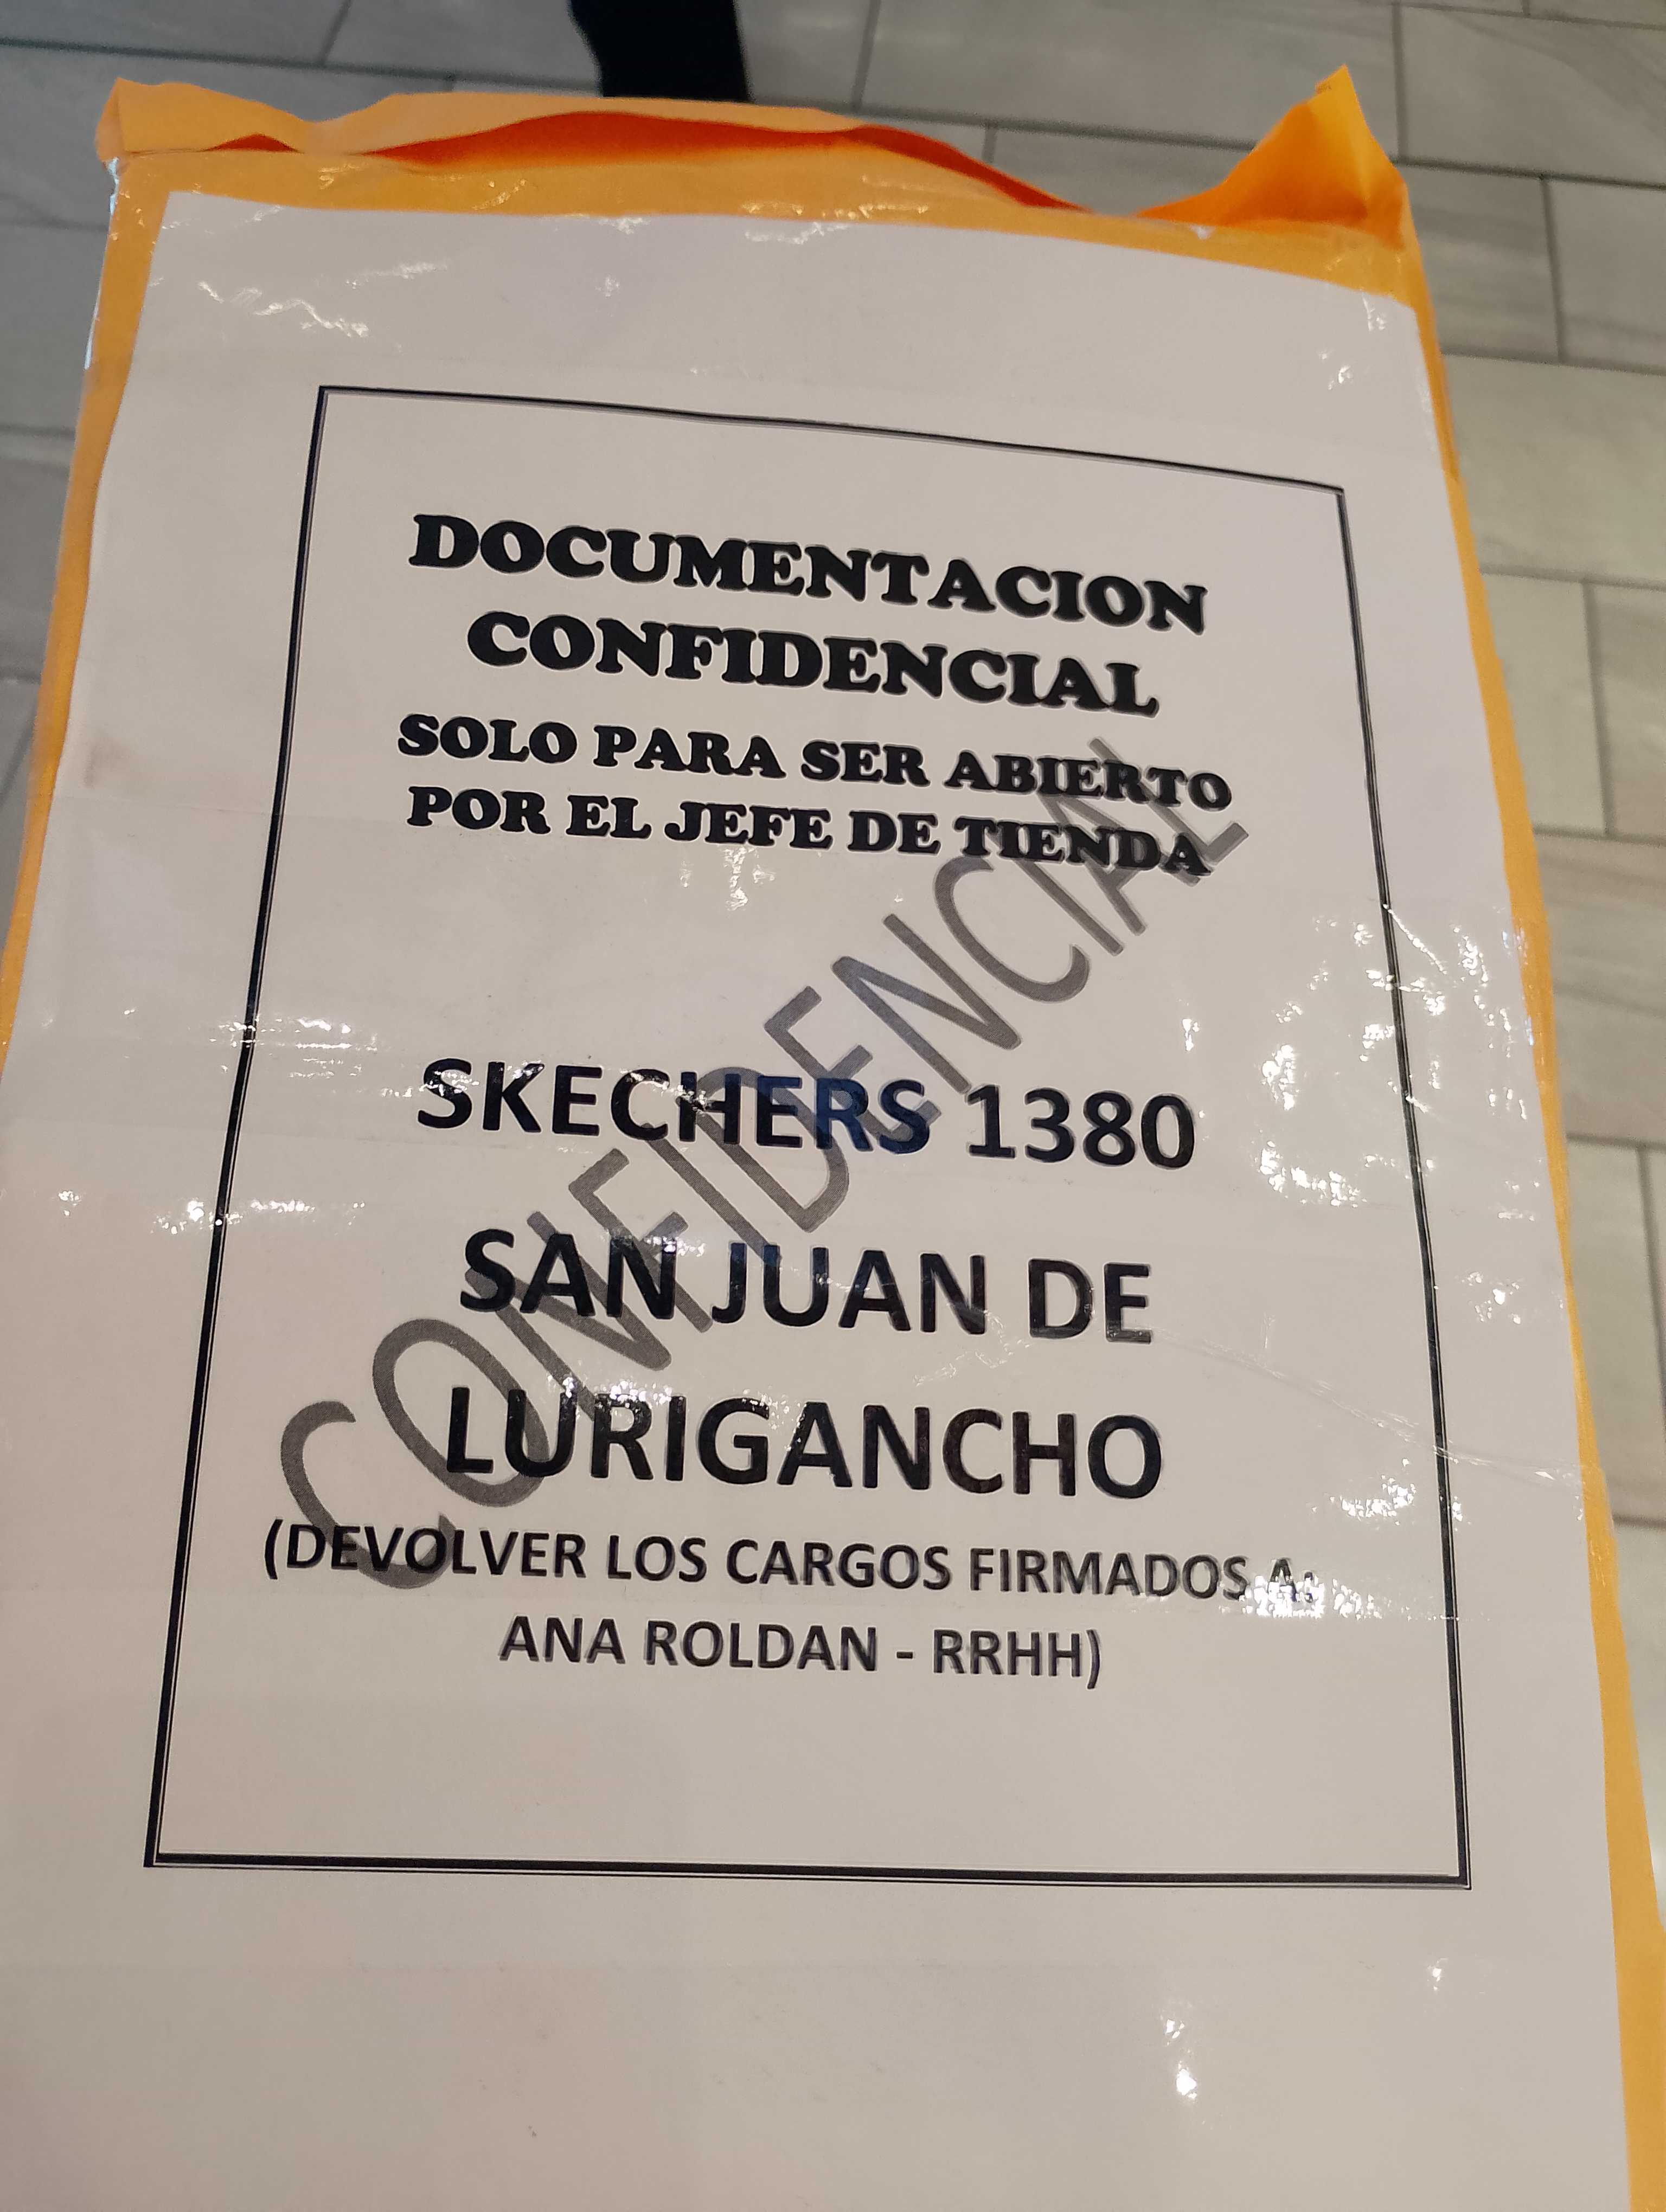 DOCUMENTACION
CONFIDENCIAL
SOLO PARA SER ABIERTO
POR EL JEFE DE TIENDA
CONFIDENCIAL
SKECHERS 1380
SAN JUAN DE
LURIGANCHO
(DEVOLVER LOS CARGOS FIRMADOS A:
ANA ROLDAN - RRHH)